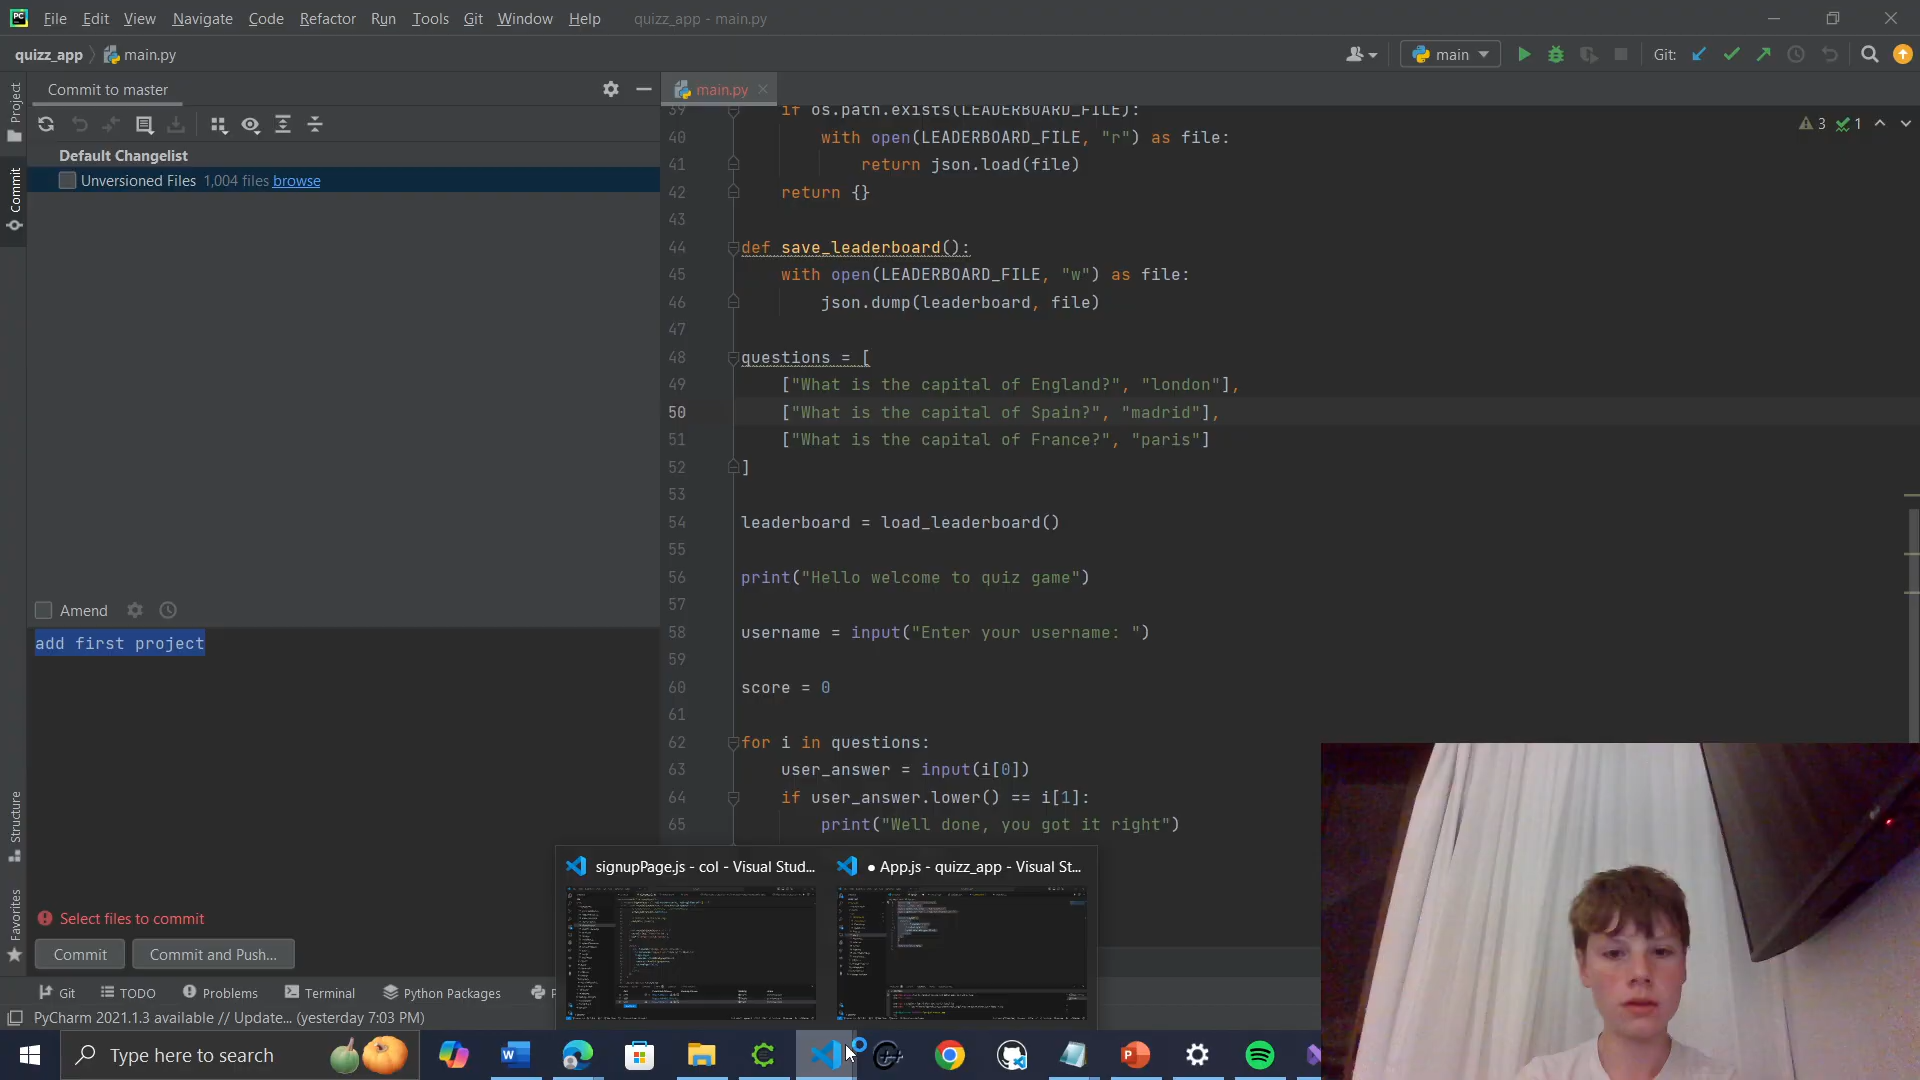 PC File Edit View Navigate Code Refactor Run Tools Git Window Help quizz_app - main.py
quizz_app main.py main Git:
Commit to master
main.py
Project
Commit
Default Changelist
Unversioned Files 1,004 files browse
3 1
39 if os.path.exists(LEADERBOARD_FILE):
40 with open(LEADERBOARD_FILE, "r") as file:
41 return json.load(file)
42 return {}
43
44 def save_leaderboard():
45 with open(LEADERBOARD_FILE, "w") as file:
46 json.dump(leaderboard, file)
47
48 questions = [
49 ["What is the capital of England?", "london"],
50 ["What is the capital of Spain?", "madrid"],
51 ["What is the capital of France?", "paris"]
52 ]
53
54 leaderboard = load_leaderboard()
55
56 print("Hello welcome to quiz game")
57
58 username = input("Enter your username: ")
59
60 score = 0
61
62 for i in questions:
63 user_answer = input(i[0])
64 if user_answer.lower() == i[1]:
65 print("Well done, you got it right")
Amend
add first project
Structure
Favorites
Select files to commit
Commit Commit and Push...
signupPage.js - col - Visual Stud...
● App.js - quizz_app - Visual St...
Git TODO Problems Terminal Python Packages
PyCharm 2021.1.3 available // Update... (yesterday 7:03 PM)
Type here to search